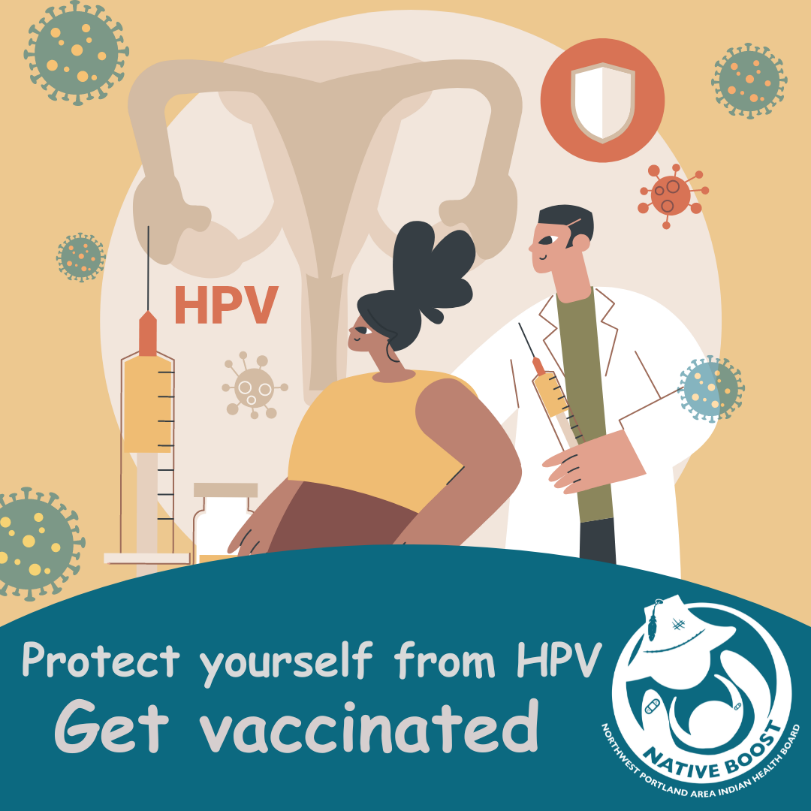 HPV
Protect yourself from HPV
Get vaccinated
NATIVE BOOST
NORTHWEST PORTLAND AREA INDIAN HEALTH BOARD